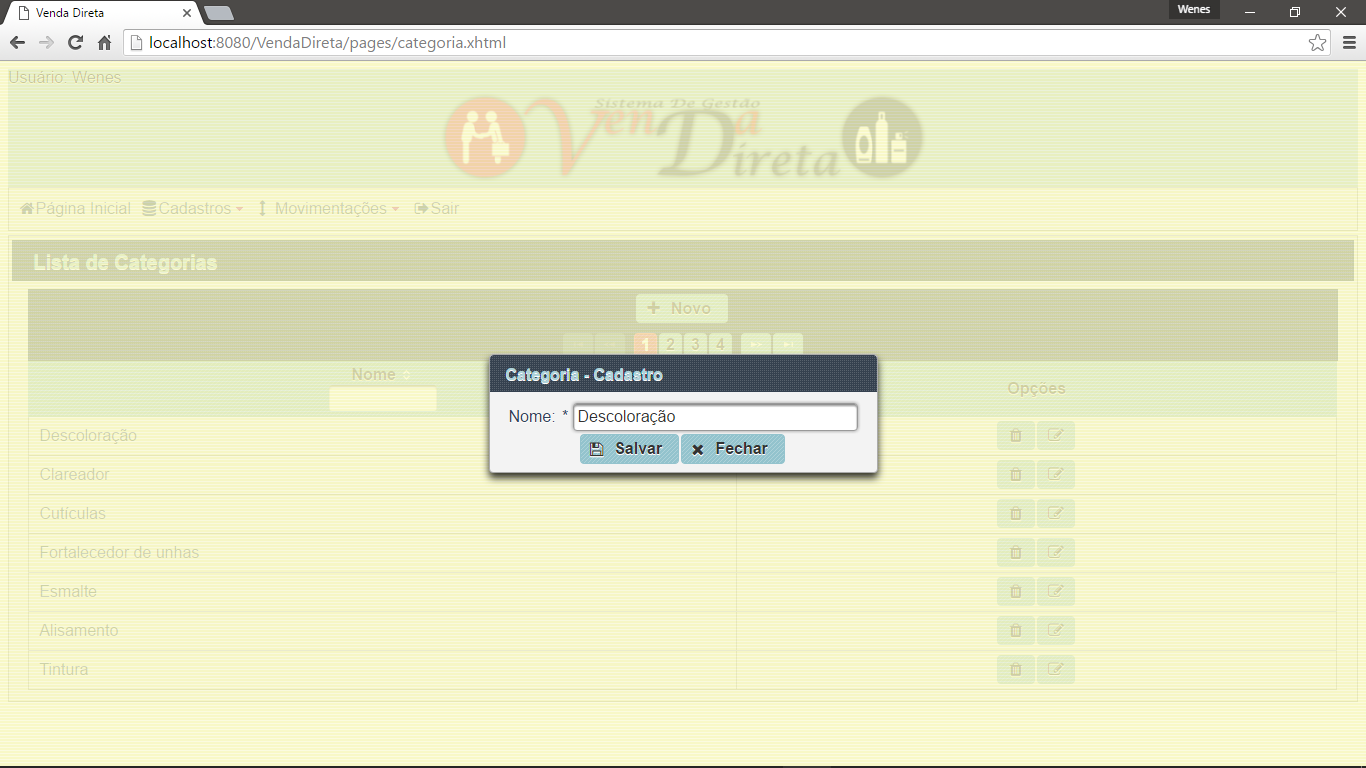 Venda Direta
Wenes
localhost:8080/VendaDireta/pages/categoria.xhtml
Usuário: Wenes
Sistema De Gestão
VenDa
Direta
Página Inicial Cadastros Movimentações Sair
Lista de Categorias
Novo
1 2 3 4
Categoria - Cadastro
Nome Opções
Nome: * Descoloração
Salvar Fechar
Descoloração
Clareador
Cutículas
Fortalecedor de unhas
Esmalte
Alisamento
Tintura